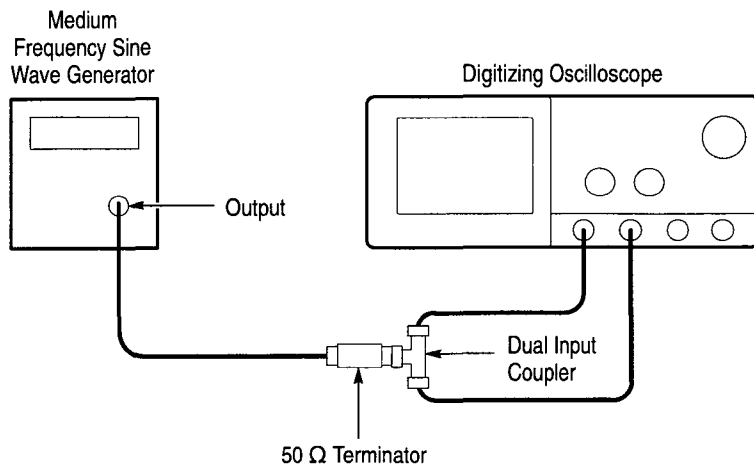 Medium
Frequency Sine
Wave Generator
Digitizing Oscilloscope
Output
Dual Input
Coupler
50 Ω Terminator